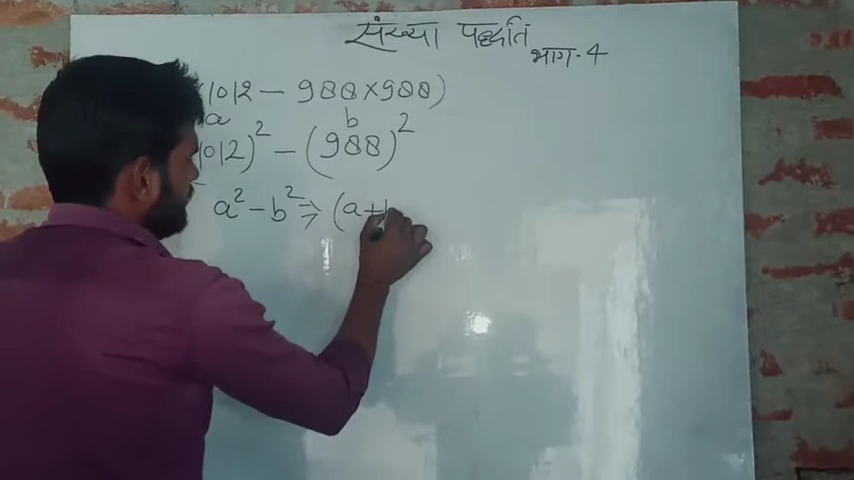 संख्या पद्धति
भाग-4
1012 - 988×988)
a b
1012)² - (988)²
a² - b² ⇒ (a+